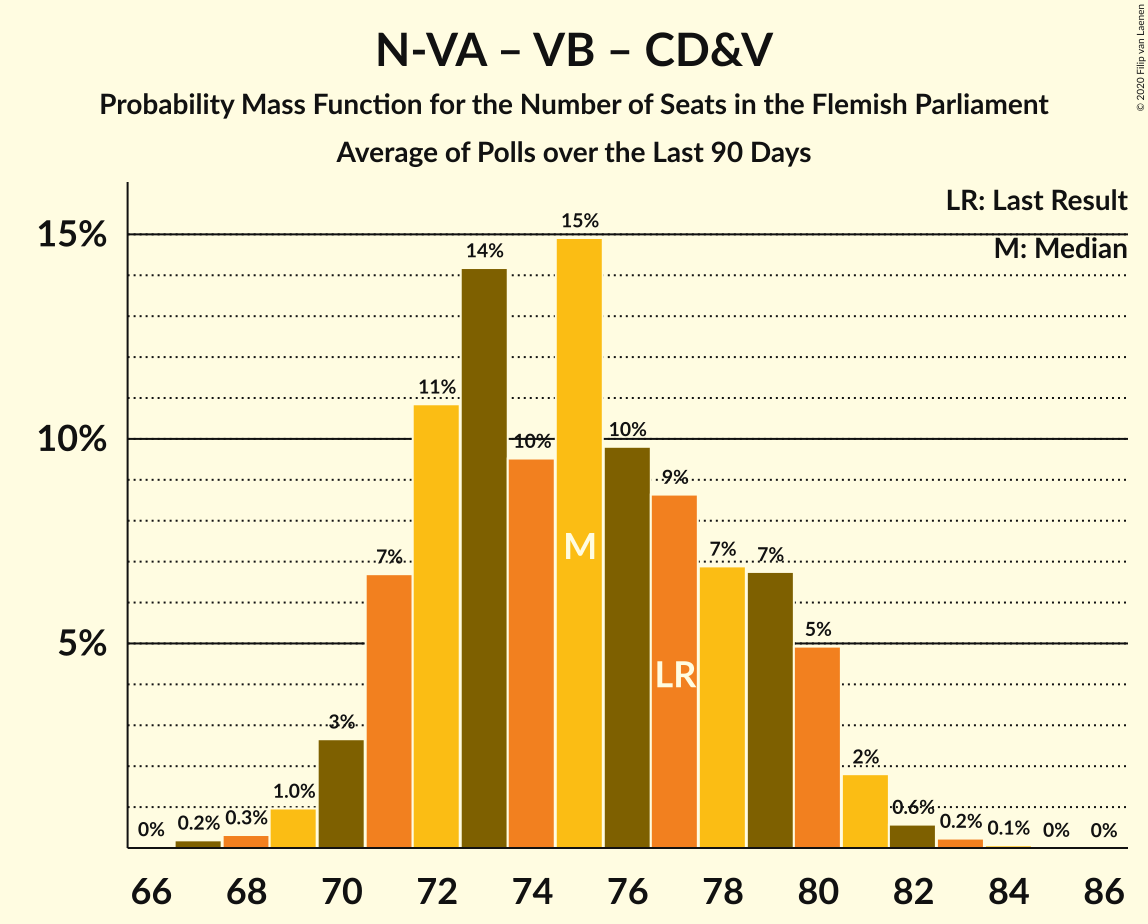 N-VA – VB – CD&V
Probability Mass Function for the Number of Seats in the Flemish Parliament
Average of Polls over the Last 90 Days
© 2020 Filip van Laenen
LR: Last Result
M: Median
15%
10%
5%
0%
0.2%
0.3%
1.0%
3%
7%
11%
14%
10%
15%
10%
9%
7%
7%
5%
2%
0.6%
0.2%
0.1%
0%
0%
M
LR
66 68 70 72 74 76 78 80 82 84 86